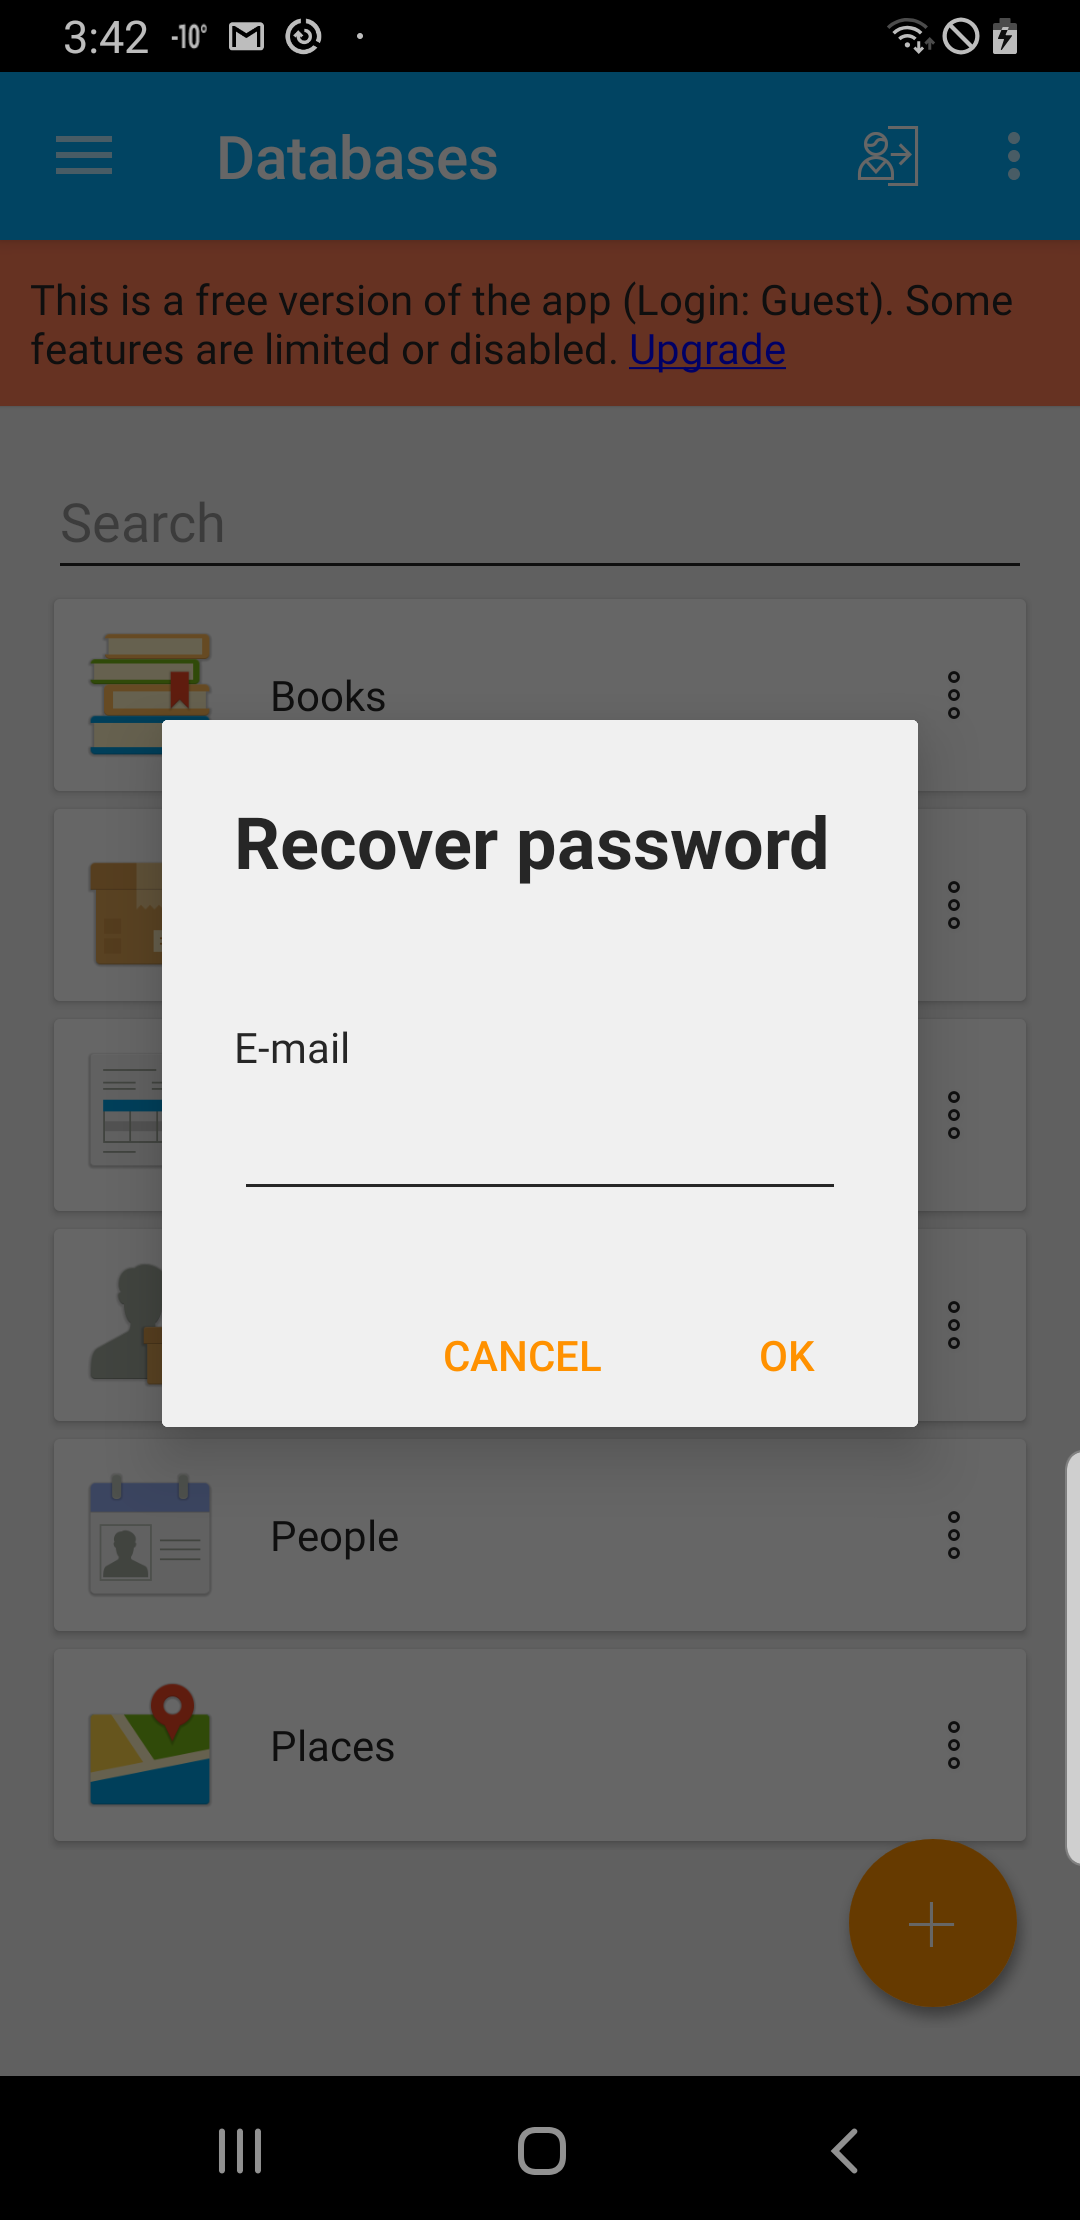 3:42 -10°
Databases
This is a free version of the app (Login: Guest). Some
features are limited or disabled. Upgrade
Search
Books
Recover password
E-mail
CANCEL OK
People
Places